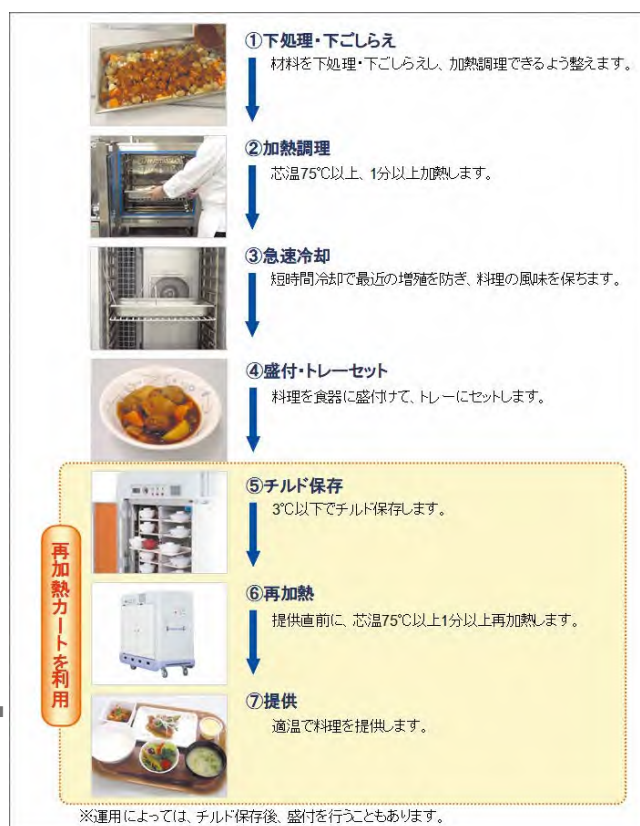 ①下処理・下ごしらえ
材料を下処理・下ごしらえし、加熱調理できるよう整えます。
②加熱調理
芯温75℃以上、1分以上加熱します。
③急速冷却
短時間冷却で最近の増殖を防ぎ、料理の風味を保ちます。
④盛付・トレーセット
料理を食器に盛付けて、トレーにセットします。
再加熱カートを利用
⑤チルド保存
3℃以下でチルド保存します。
⑥再加熱
提供直前に、芯温75℃以上1分以上再加熱します。
⑦提供
適温で料理を提供します。
※運用によっては、チルド保存後、盛付を行うこともあります。